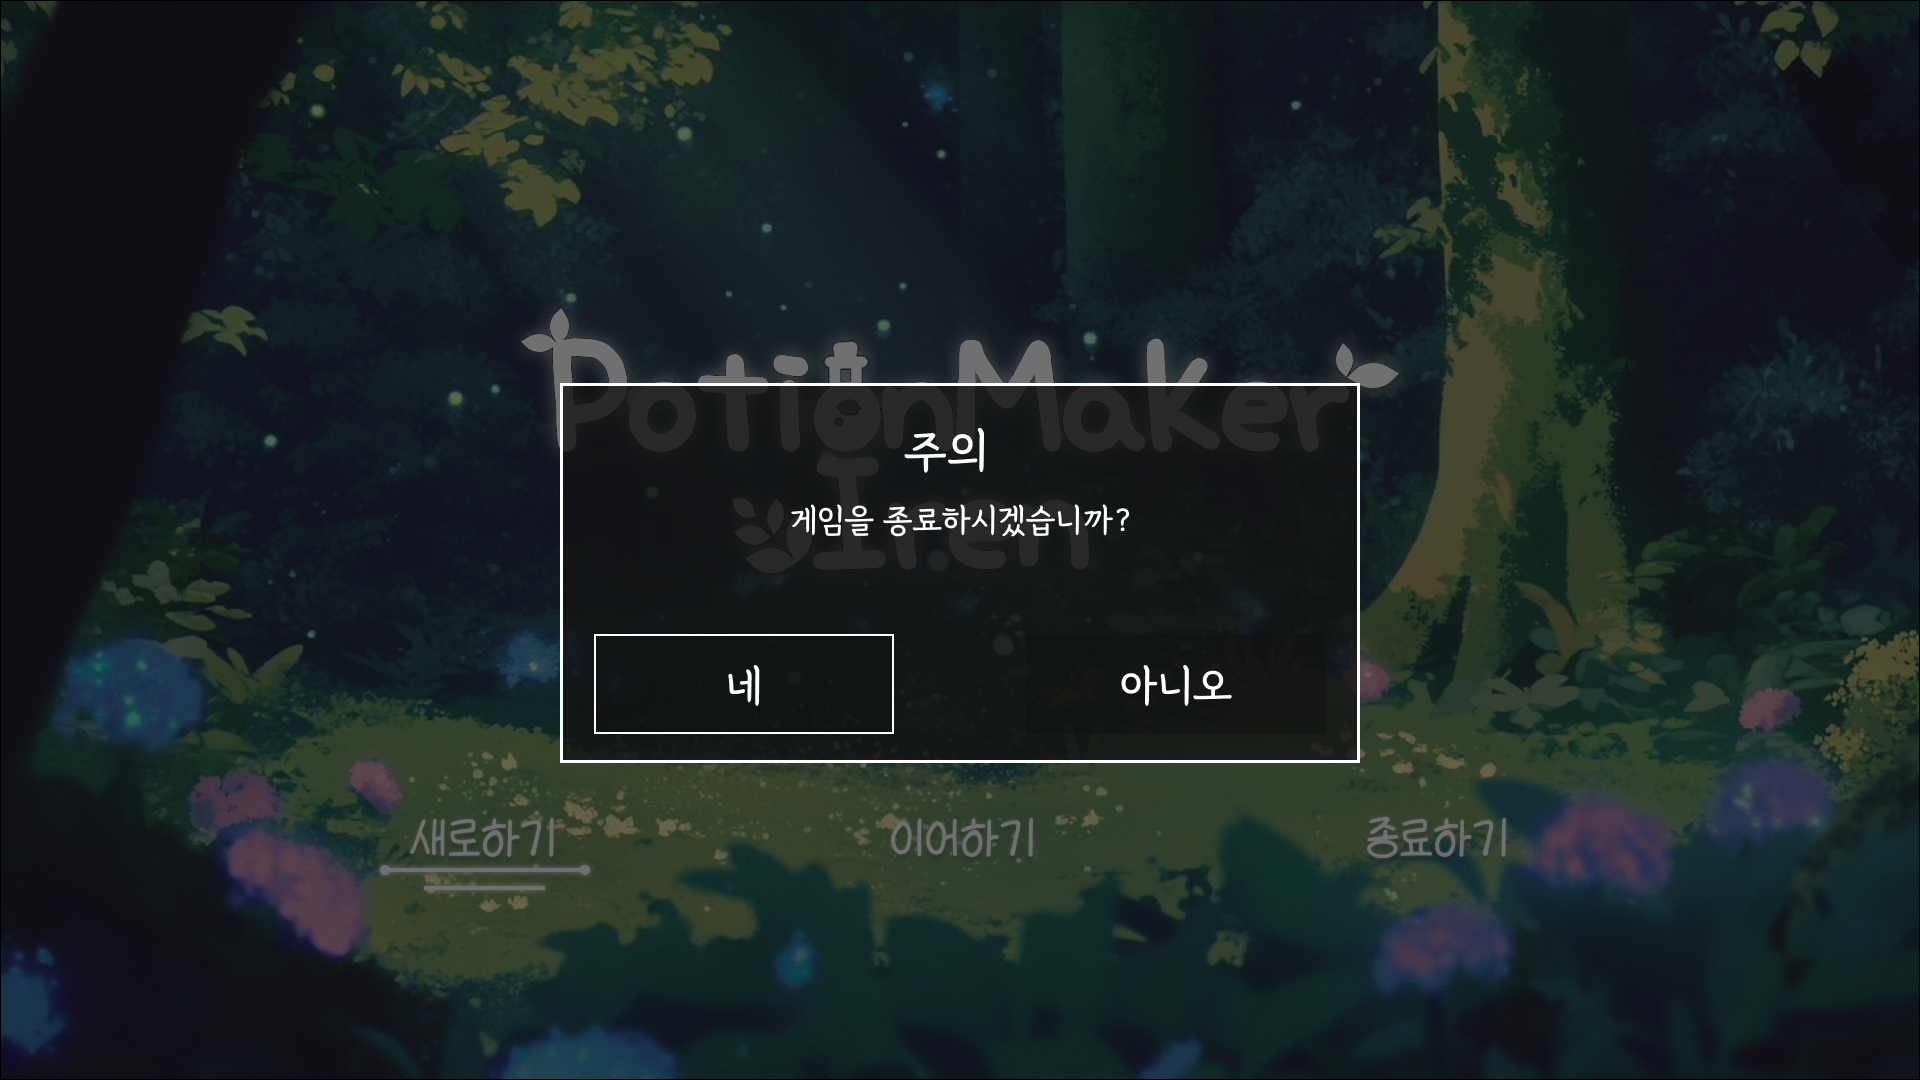 PotionMaker
Iren
주의
게임을 종료하시겠습니까?
네
아니오
새로하기
이어하기
종료하기